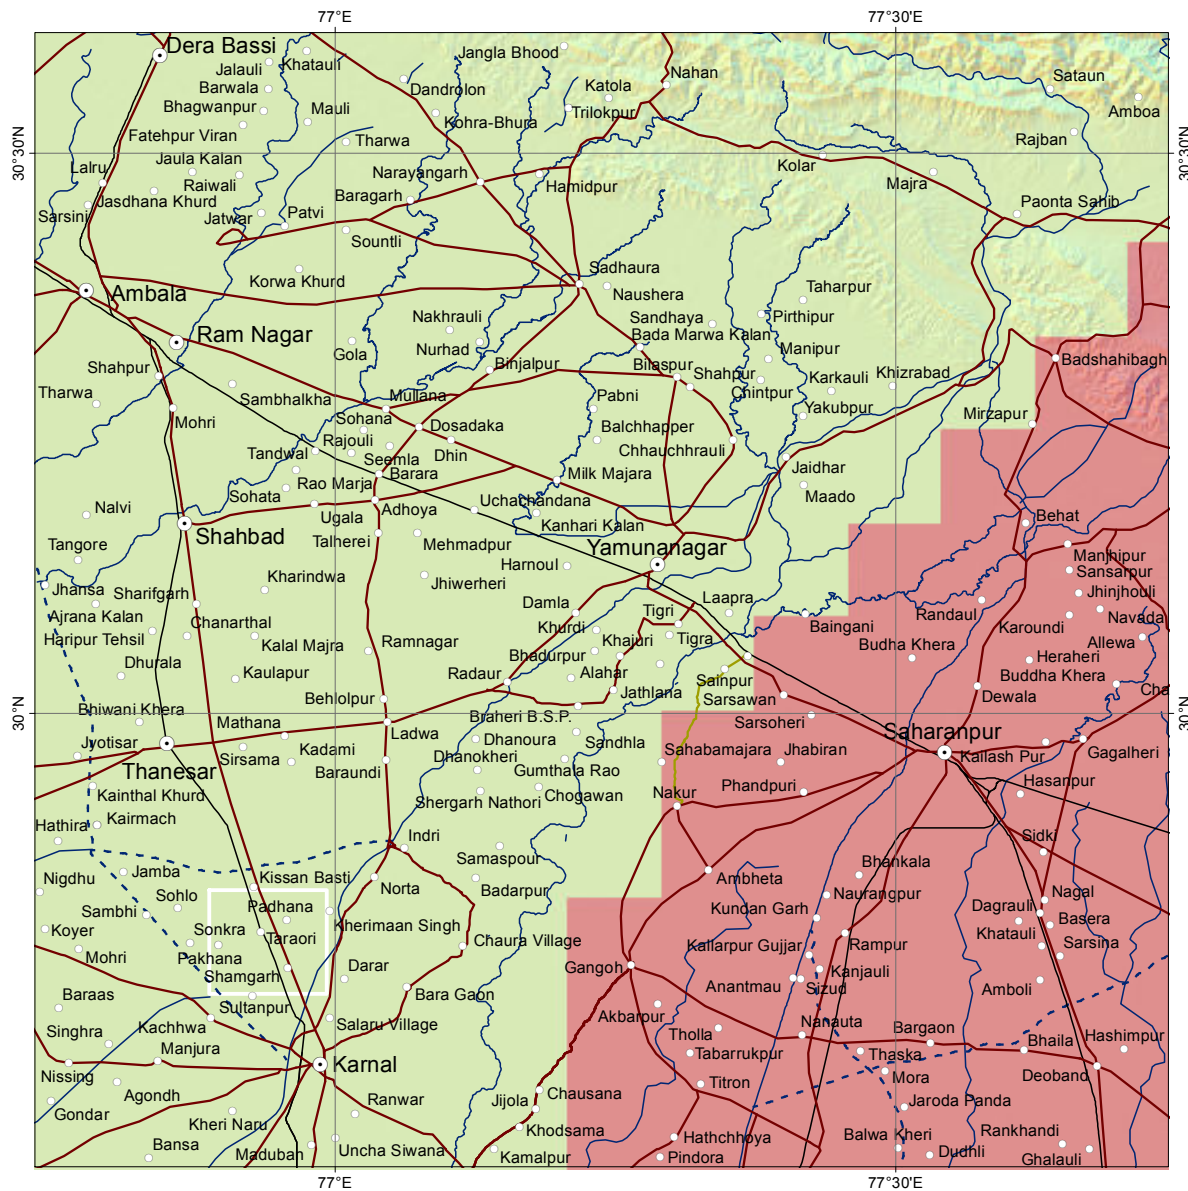 77°E
77°30'E
Dera Bassi
Jangla Bhood
Khatauli
Jalauli
Nahan
Sataun
Barwala
Dandrolon
Katola
Bhagwanpur
Mauli
Amboa
Trilokpur
Kohra-Bhura
Fatehpur Viran
Tharwa
Rajban
30°30'N
30°30'N
Jaula Kalan
Kolar
Lalru
Narayangarh
Raiwali
Hamidpur
Majra
Baragarh
Jasdhana Khurd
Paonta Sahib
Sarsini
Jatwar
Patvi
Sountli
Sadhaura
Korwa Khurd
Taharpur
Ambala
Naushera
Nakhrauli
Sandhaya
Pirthipur
Ram Nagar
Bada Marwa Kalan
Nurhad
Manipur
Gola
Badshahibagh
Binjalpur
Bilaspur
Shahpur
Shahpur
Khizrabad
Karkauli
Tharwa
Sambhalkha
Mullana
Pabni
Chintpur
Yakubpur
Mirzapur
Mohri
Sohana
Dosadaka
Balchhapper
Rajouli
Tandwal
Seemla
Dhin
Chhauchhrauli
Jaidhar
Barara
Milk Majara
Rao Marja
Sohata
Maado
Nalvi
Uchachandana
Adhoya
Ugala
Behat
Shahbad
Kanhari Kalan
Talherei
Tangore
Mehmadpur
Yamunanagar
Manjhipur
Harnoul
Sansarpur
Jhansa
Kharindwa
Jhiwerheri
Sharifgarh
Laapra
Jhinjhouli
Damla
Ajrana Kalan
Tigri
Randaul
Navada
Chanarthal
Baingani
Karoundi
Haripur Tehsil
Kalal Majra
Ramnagar
Khurdi
Khajuri
Tigra
Budha Khera
Allewa
Dhurala
Bhadurpur
Heraheri
Kaulapur
Radaur
Alahar
Sainpur
Buddha Khera
Behlolpur
Jathlana
Sarsawan
Dewala
Cha
Bhiwani Khera
30°N
30°N
Mathana
Braheri B.S.P.
Sarsoheri
Ladwa
Saharanpur
Jyotisar
Kadami
Dhanoura
Sandhla
Sahabamajara
Jhabiran
Gagalheri
Sirsama
Dhanokheri
Kailash Pur
Thanesar
Baraundi
Gumthala Rao
Phandpuri
Hasanpur
Kainthal Khurd
Shergarh Nathori
Chogawan
Nakur
Hathira
Kairmach
Indri
Sidki
Samaspour
Bhankala
Jamba
Kissan Basti
Ambheta
Nigdhu
Norta
Badarpur
Naurangpur
Nagal
Sohlo
Padhana
Kundan Garh
Dagrauli
Sambhi
Kherimaan Singh
Basera
Koyer
Sonkra
Taraori
Chaura Village
Kallarpur Gujjar
Rampur
Khatauli
Sarsina
Mohri
Pakhana
Gangoh
Shamgarh
Darar
Kanjauli
Anantmau
Sizud
Amboli
Baraas
Bara Gaon
Sultanpur
Akbarpur
Singhra
Kachhwa
Salaru Village
Nanauta
Bargaon
Hashimpur
Tholla
Manjura
Bhaila
Tabarrukpur
Thaska
Nissing
Karnal
Mora
Deoband
Titron
Agondh
Ranwar
Chausana
Jijola
Jaroda Panda
Gondar
Kheri Naru
Khodsama
Hathchhoya
Balwa Kheri
Rankhandi
Bansa
Maduban
Uncha Siwana
Kamalpur
Pindora
Dudhli
Ghalauli
77°E
77°30'E